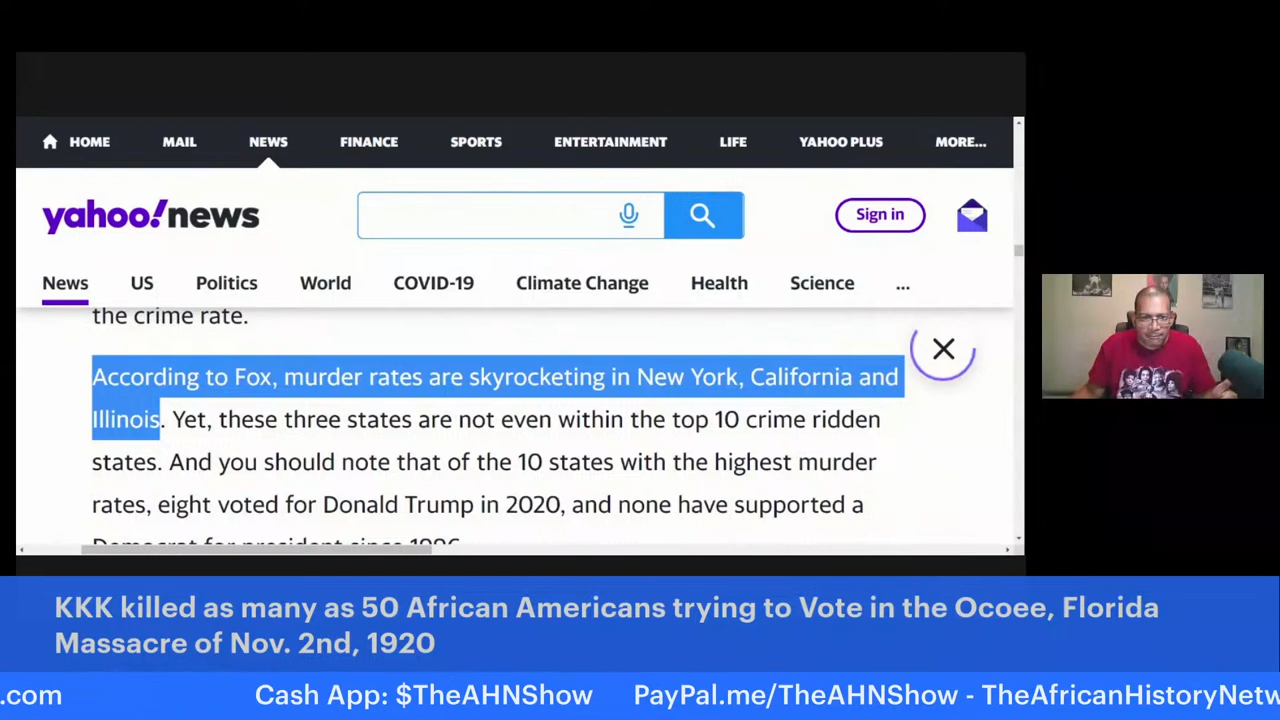 HOME MAIL NEWS FINANCE SPORTS ENTERTAINMENT LIFE YAHOO PLUS MORE...
yahoo!news
Sign in
News US Politics World COVID-19 Climate Change Health Science ...
the crime rate.
According to Fox, murder rates are skyrocketing in New York, California and
Illinois. Yet, these three states are not even within the top 10 crime ridden
states. And you should note that of the 10 states with the highest murder
rates, eight voted for Donald Trump in 2020, and none have supported a
Democrat for president since 1996
KKK killed as many as 50 African Americans trying to Vote in the Ocoee, Florida
Massacre of Nov. 2nd, 1920
.com Cash App: $TheAHNShow PayPal.me/TheAHNShow - TheAfricanHistoryNetw